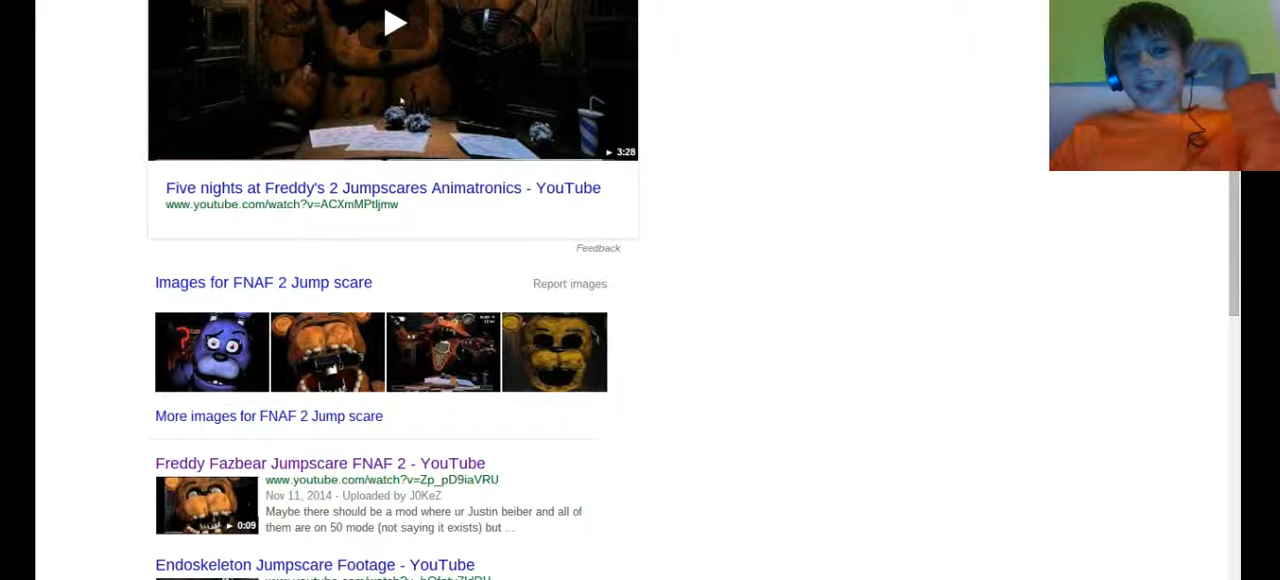 3:28
Five nights at Freddy's 2 Jumpscares Animatronics - YouTube
www.youtube.com/watch?v=ACXmMPtljmw
Feedback
Images for FNAF 2 Jump scare
Report images
More images for FNAF 2 Jump scare
Freddy Fazbear Jumpscare FNAF 2 - YouTube
www.youtube.com/watch?v=Zp_pD9iaVRU
Nov 11, 2014 - Uploaded by J0KeZ
0:09
Maybe there should be a mod where ur Justin beiber and all of
them are on 50 mode (not saying it exists) but ...
Endoskeleton Jumpscare Footage - YouTube